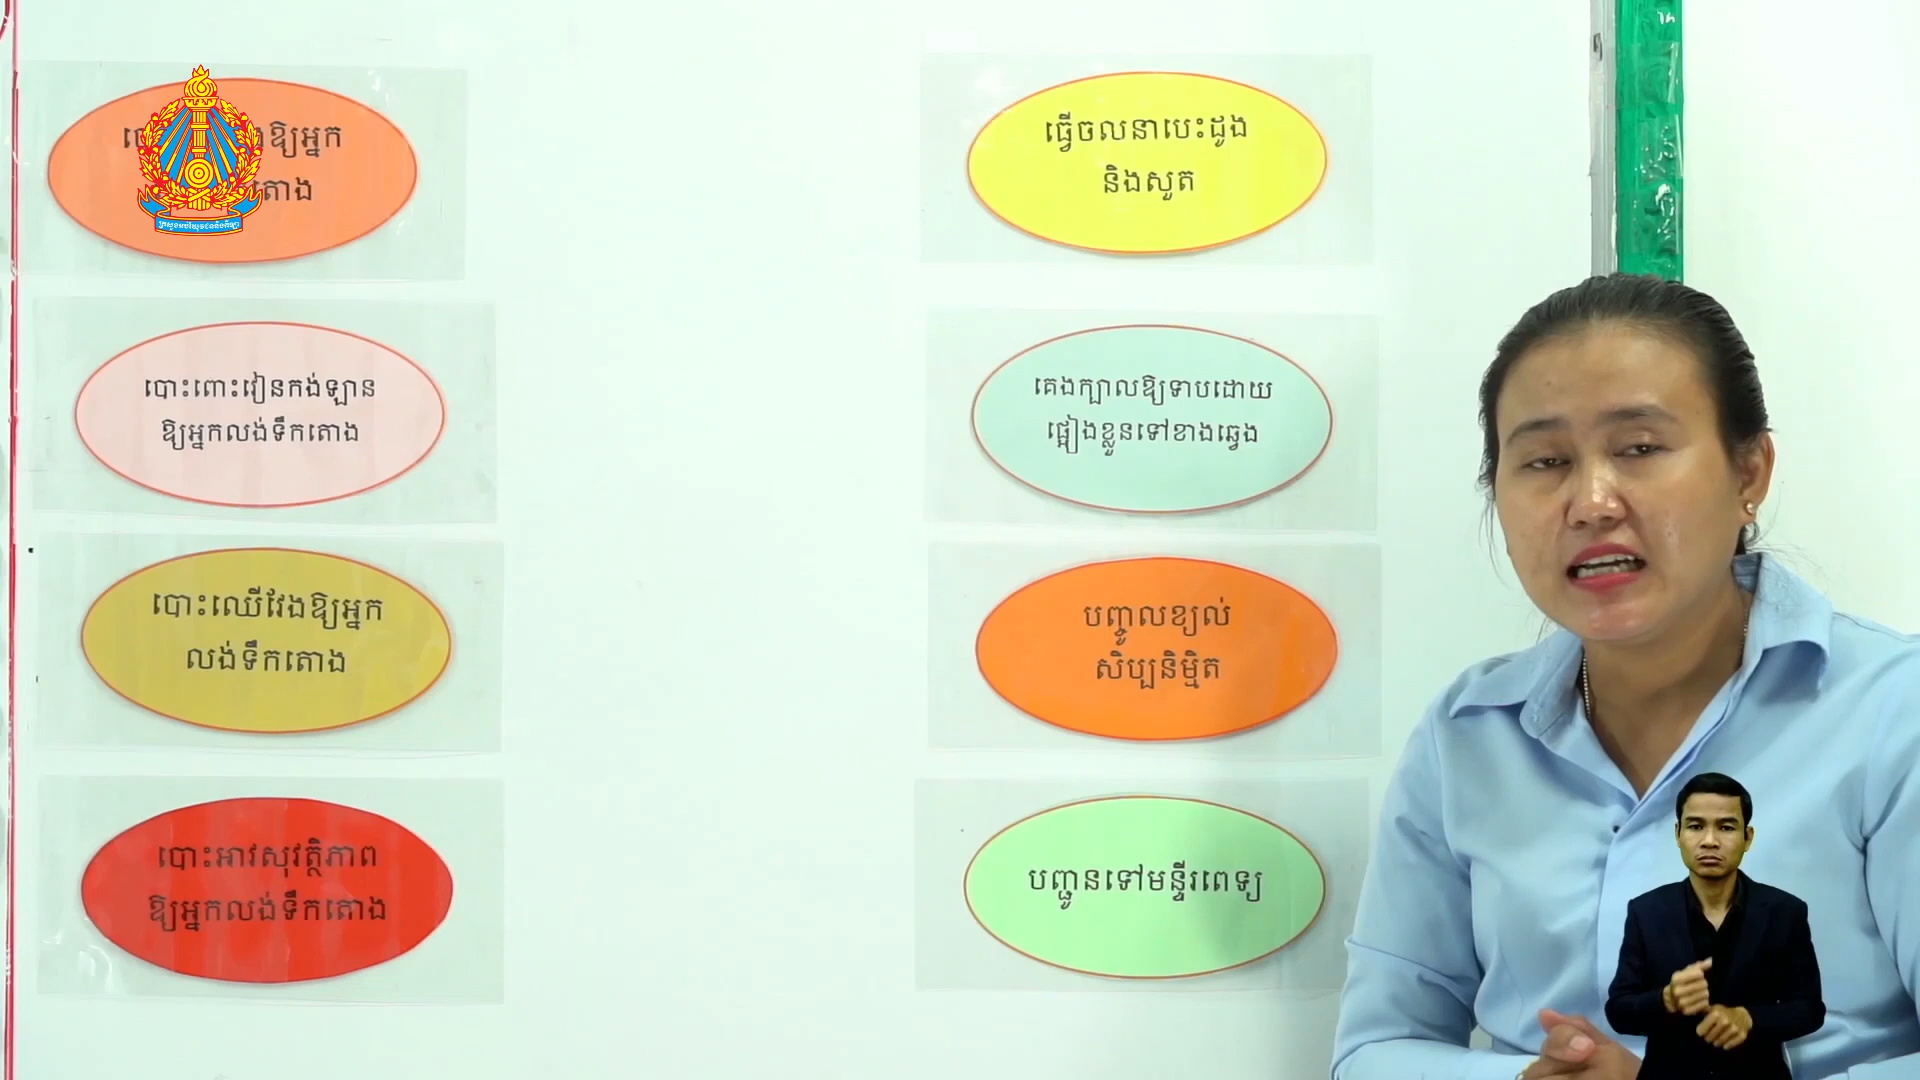 ឱ្យអ្នក
តោង
បោះពោះវៀនកង់ឡាន
ឱ្យអ្នកលង់ទឹកតោង
បោះឈើវែងឱ្យអ្នក
លង់ទឹកតោង
បោះអាវសុវត្ថិភាព
ឱ្យអ្នកលង់ទឹកតោង
ធ្វើចលនាបេះដូង
និងសួត
គេងក្បាលឱ្យទាបដោយ
ផ្អៀងខ្លួនទៅខាងឆ្វេង
បញ្ចូលខ្យល់
សិប្បនិម្មិត
បញ្ជូនទៅមន្ទីរពេទ្យ